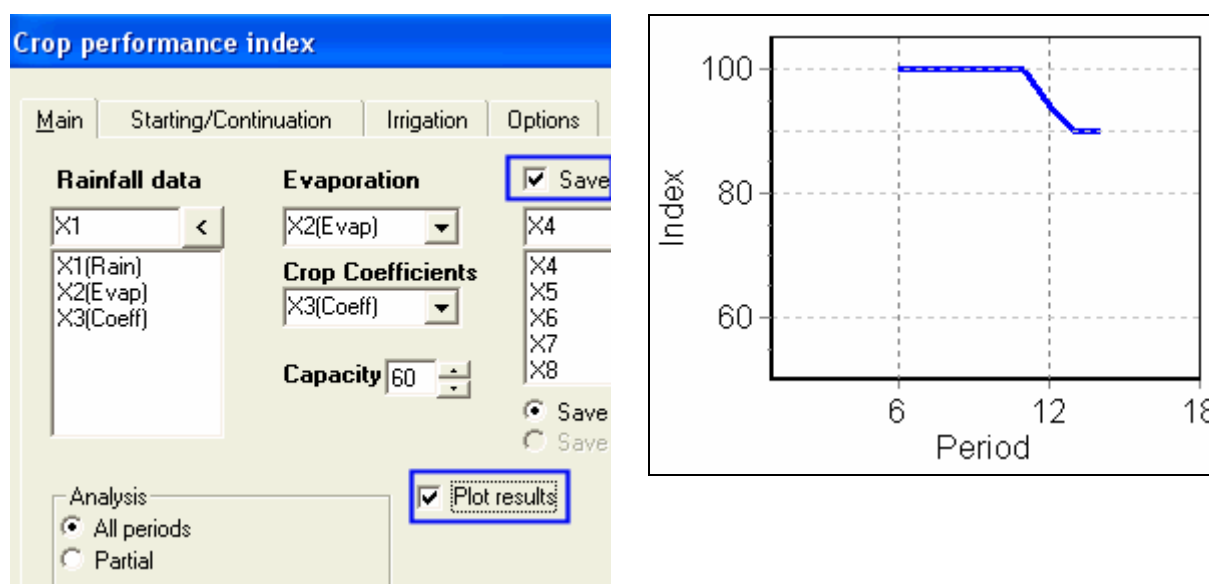 Crop performance index
Main Starting/Continuation Irrigation Options
Rainfall data
X1 <
X1(Rain)
X2(Evap)
X3(Coeff)
Evaporation
X2(Evap)
Crop Coefficients
X3(Coeff)
Capacity 60
Save
X4
X4
X5
X6
X7
X8
Save
Save
Analysis
All periods
Partial
Plot results
100
80
60
Index
6 12
Period